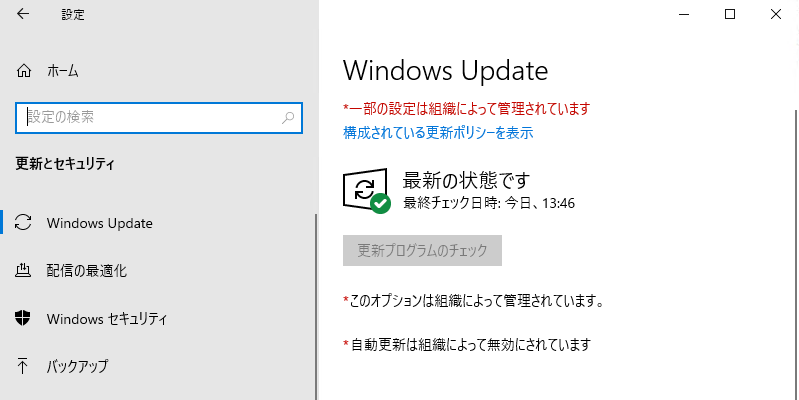 設定
ホーム
設定の検索
更新とセキュリティ
Windows Update
配信の最適化
Windows セキュリティ
バックアップ
Windows Update
*一部の設定は組織によって管理されています
構成されている更新ポリシーを表示
最新の状態です
最終チェック日時: 今日、13:46
更新プログラムのチェック
*このオプションは組織によって管理されています。
*自動更新は組織によって無効にされています